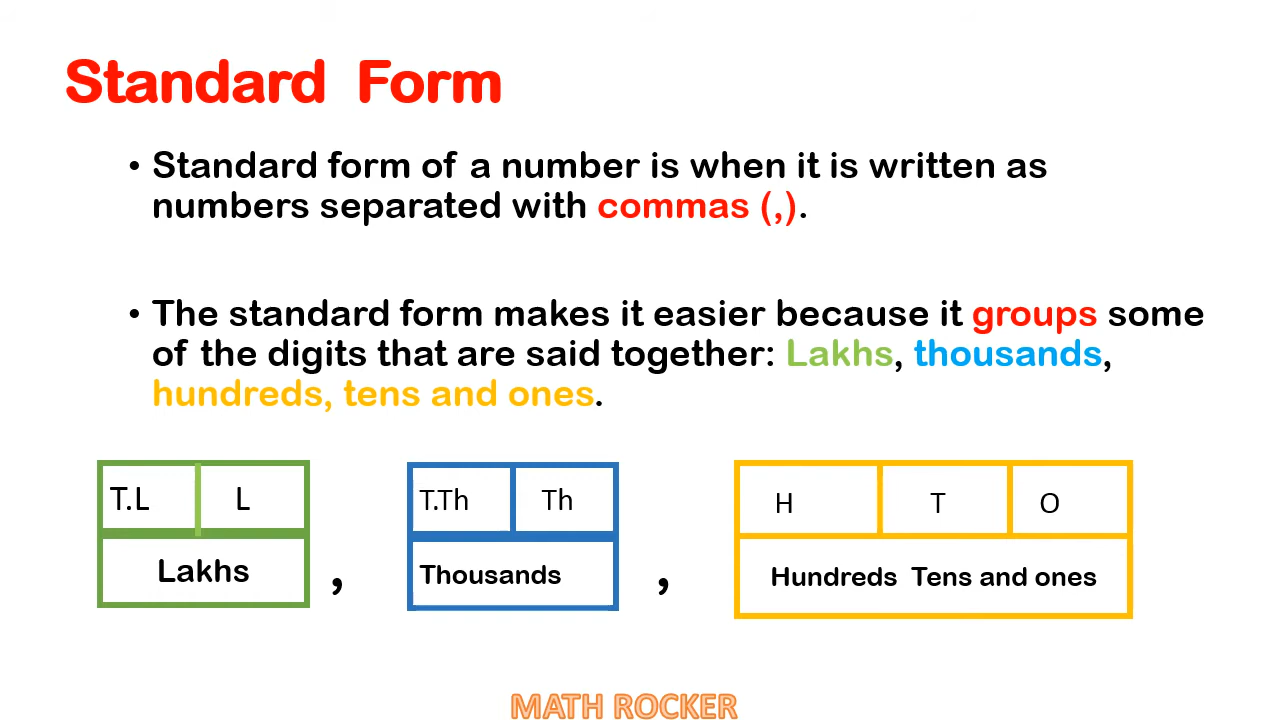 Standard Form
• Standard form of a number is when it is written as
numbers separated with commas (,).
• The standard form makes it easier because it groups some
of the digits that are said together: Lakhs, thousands,
hundreds, tens and ones.
T.L L T.Th Th H T O
Lakhs , Thousands , Hundreds Tens and ones
MATH ROCKER